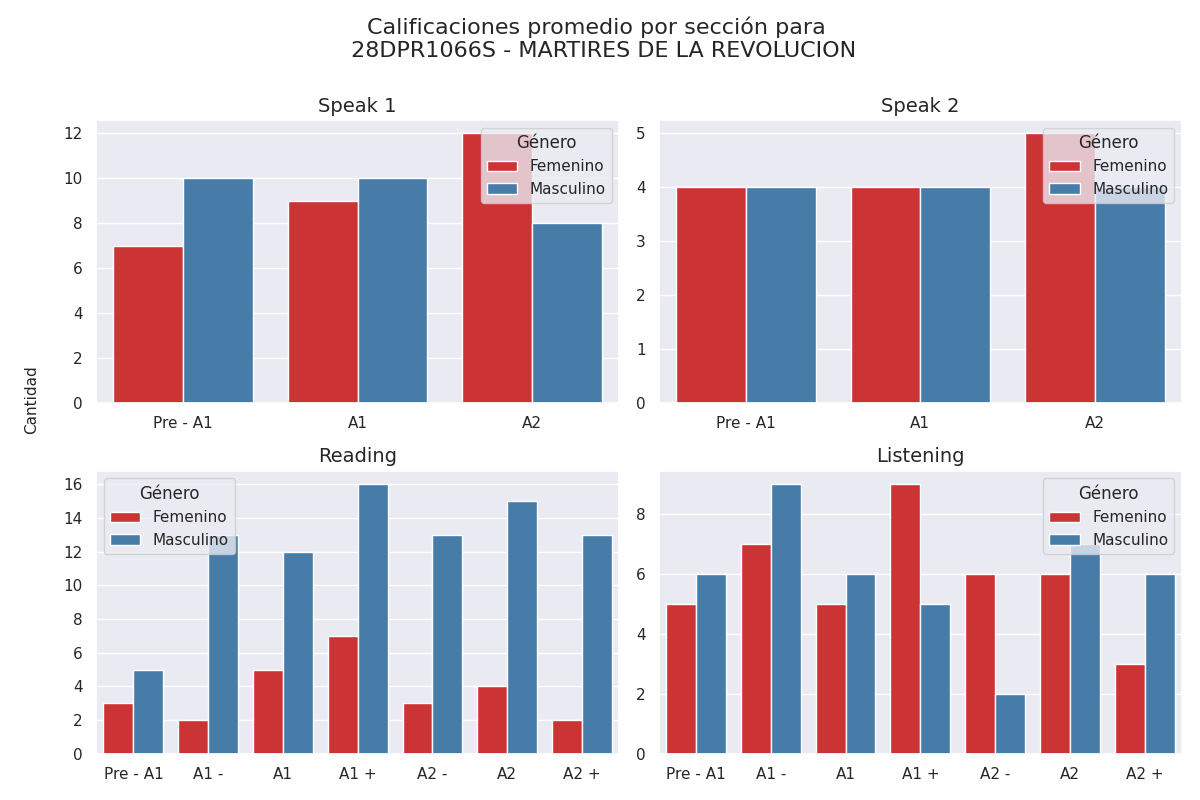 Calificaciones promedio por sección para
28DPR1066S - MARTIRES DE LA REVOLUCION
Cantidad
Speak 1
12
10
8
6
4
2
0
Pre - A1 A1 A2
Género
Femenino
Masculino
Speak 2
5
4
3
2
1
0
Pre - A1 A1 A2
Género
Femenino
Masculino
Reading
16
14
12
10
8
6
4
2
0
Pre - A1 A1 - A1 A1 + A2 - A2 A2 +
Género
Femenino
Masculino
Listening
8
6
4
2
0
Pre - A1 A1 - A1 A1 + A2 - A2 A2 +
Género
Femenino
Masculino